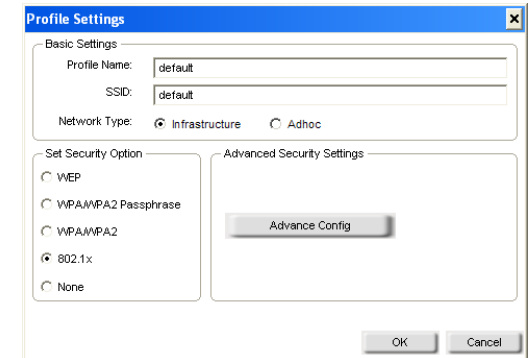 Profile Settings
Basic Settings
Profile Name: default
SSID: default
Network Type: Infrastructure Adhoc
Set Security Option
WEP
WPA/WPA2 Passphrase
WPA/WPA2
802.1x
None
Advanced Security Settings
Advance Config
OK Cancel